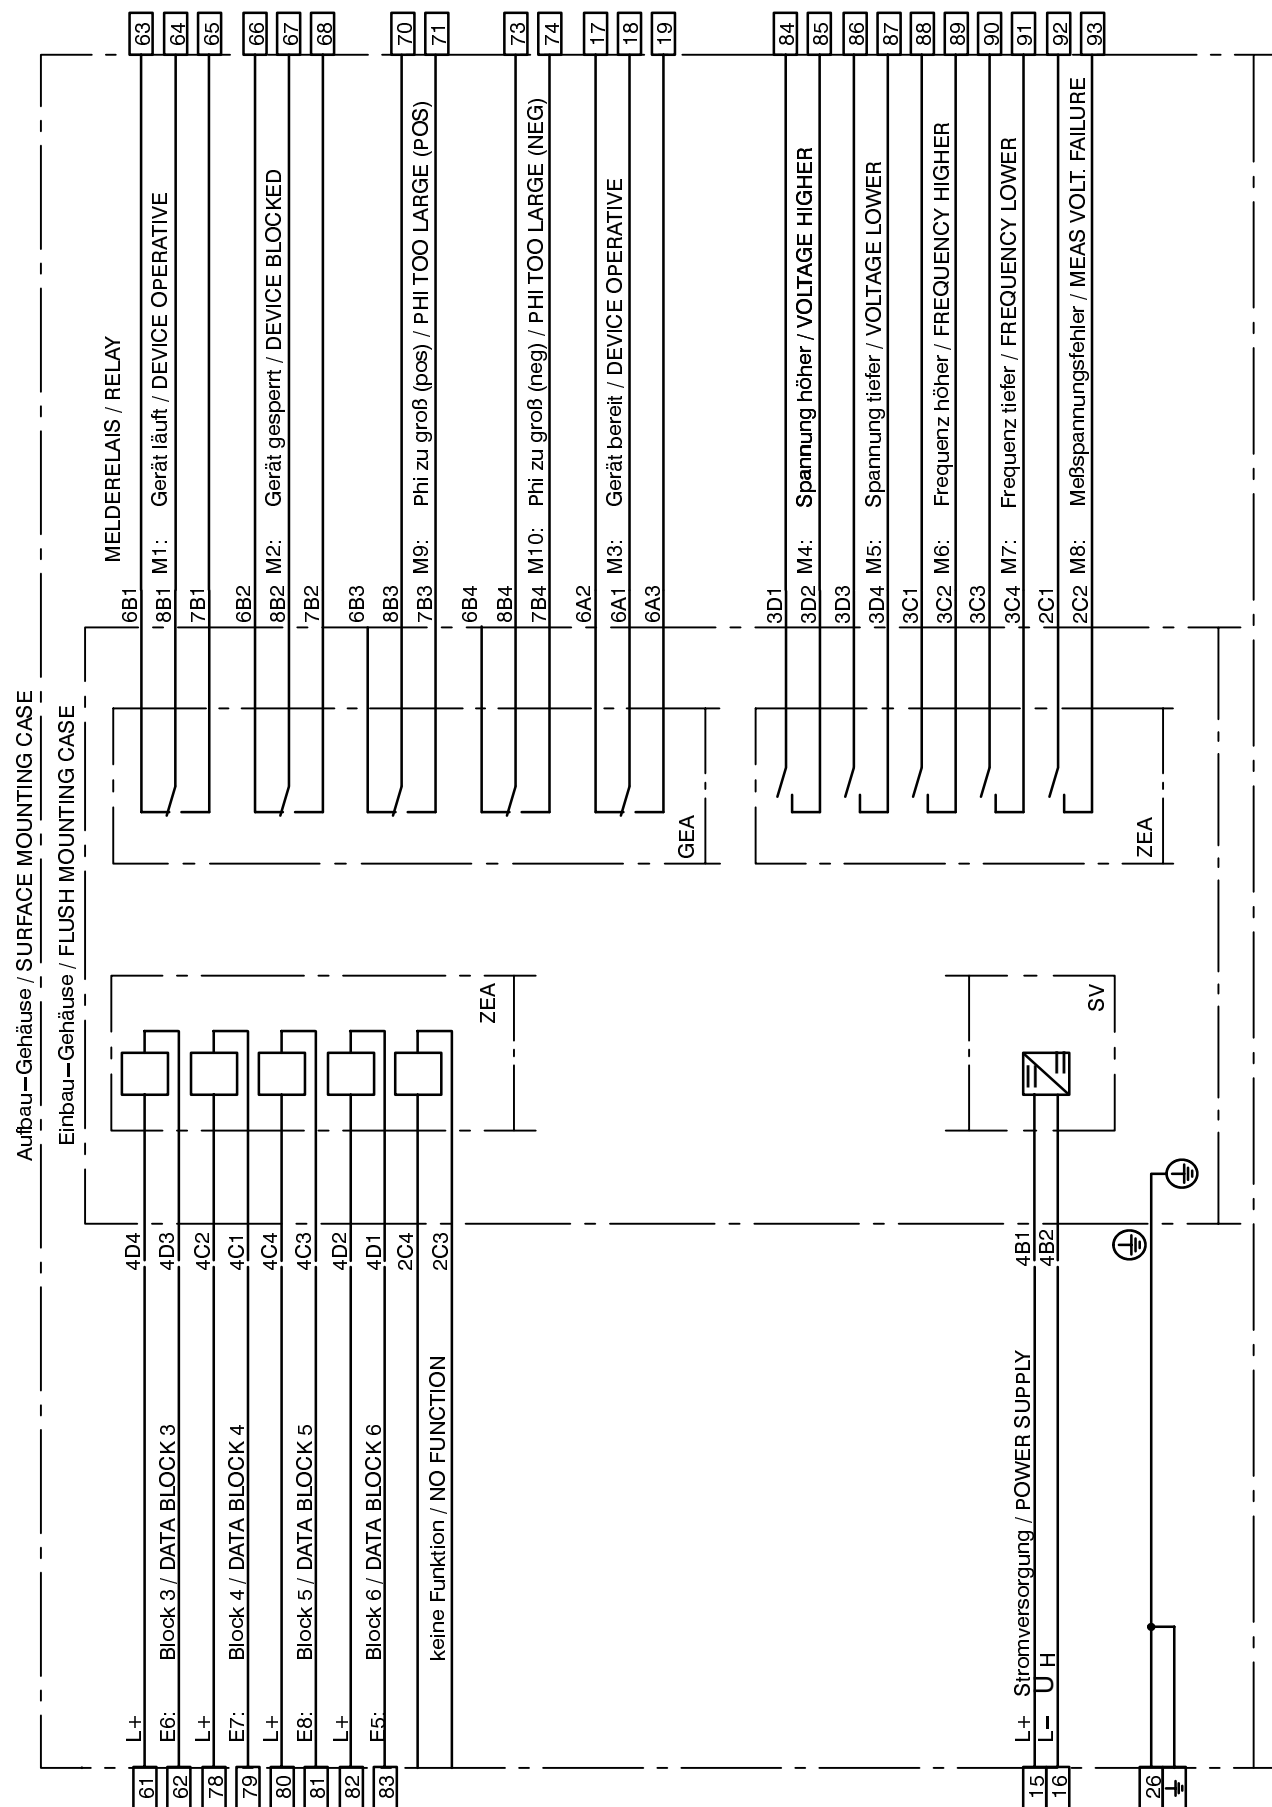 Aufbau-Gehäuse / SURFACE MOUNTING CASE
Einbau-Gehäuse / FLUSH MOUNTING CASE
MELDERELAIS / RELAY
61
L+
4D4
62
E6: Block 3 / DATA BLOCK 3
4D3
78
L+
4C2
79
E7: Block 4 / DATA BLOCK 4
4C1
80
L+
4C4
81
E8: Block 5 / DATA BLOCK 5
4C3
82
L+
4D2
83
E5: Block 6 / DATA BLOCK 6
4D1
2C4
keine Funktion / NO FUNCTION
2C3
ZEA
15
L+ Stromversorgung / POWER SUPPLY
4B1
16
L- U H
4B2
SV
26
6B1
63
8B1 M1: Gerät läuft / DEVICE OPERATIVE
64
7B1
65
6B2
66
8B2 M2: Gerät gesperrt / DEVICE BLOCKED
67
7B2
68
6B3
8B3
70
7B3 M9: Phi zu groß (pos) / PHI TOO LARGE (POS)
71
6B4
8B4
73
7B4 M10: Phi zu groß (neg) / PHI TOO LARGE (NEG)
74
6A2
17
6A1 M3: Gerät bereit / DEVICE OPERATIVE
18
6A3
19
GEA
3D1
84
3D2 M4: Spannung höher / VOLTAGE HIGHER
85
3D3
86
3D4 M5: Spannung tiefer / VOLTAGE LOWER
87
3C1
88
3C2 M6: Frequenz höher / FREQUENCY HIGHER
89
3C3
90
3C4 M7: Frequenz tiefer / FREQUENCY LOWER
91
2C1
92
2C2 M8: Meßspannungsfehler / MEAS VOLT. FAILURE
93
ZEA